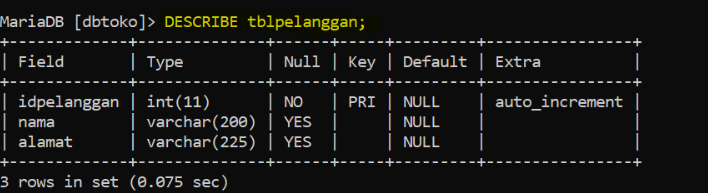 MariaDB [dbtoko]> DESCRIBE tblpelanggan;
+-------------+--------------+------+-----+---------+----------------+
| Field       | Type         | Null | Key | Default | Extra          |
+-------------+--------------+------+-----+---------+----------------+
| idpelanggan | int(11)      | NO   | PRI | NULL    | auto_increment |
| nama        | varchar(200) | YES  |     | NULL    |                |
| alamat      | varchar(225) | YES  |     | NULL    |                |
+-------------+--------------+------+-----+---------+----------------+
3 rows in set (0.075 sec)